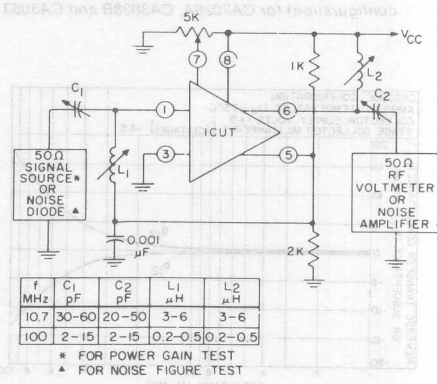 configuration) for CA3028A, CA3028B and CA3053
5K
VCC
C1
7
8
1K
L2
C2
1
6
ICUT
3
5
L1
50Ω
SIGNAL
SOURCE*
OR
NOISE
DIODE ▲
50Ω
RF
VOLTMETER
OR
NOISE
AMPLIFIER
0.001
μF
2K
f MHz C1 pF C2 pF L1 μH L2 μH
10.7 30-60 20-50 3-6 3-6
100 2-15 2-15 0.2-0.5 0.2-0.5
* FOR POWER GAIN TEST
▲ FOR NOISE FIGURE TEST